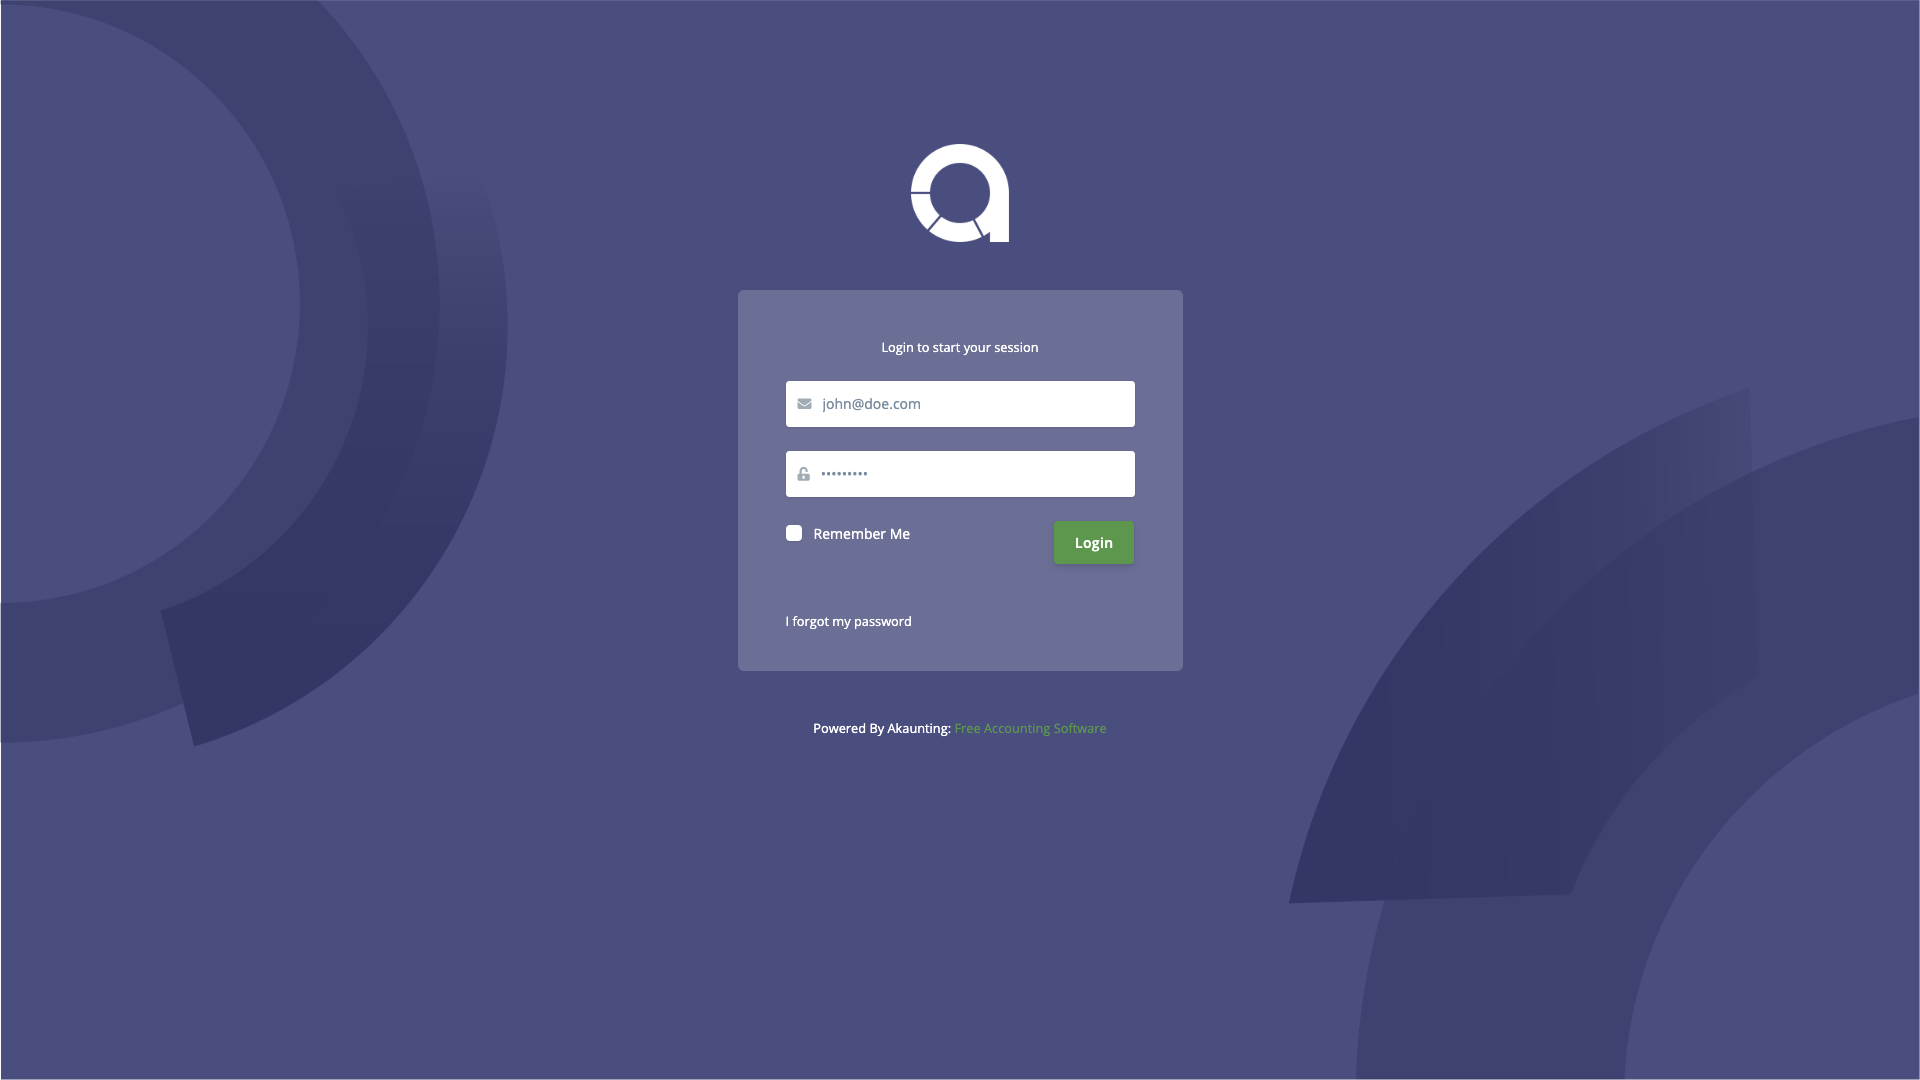 Login to start your session
john@doe.com
•••••••••
Remember Me
Login
I forgot my password
Powered By Akaunting: Free Accounting Software